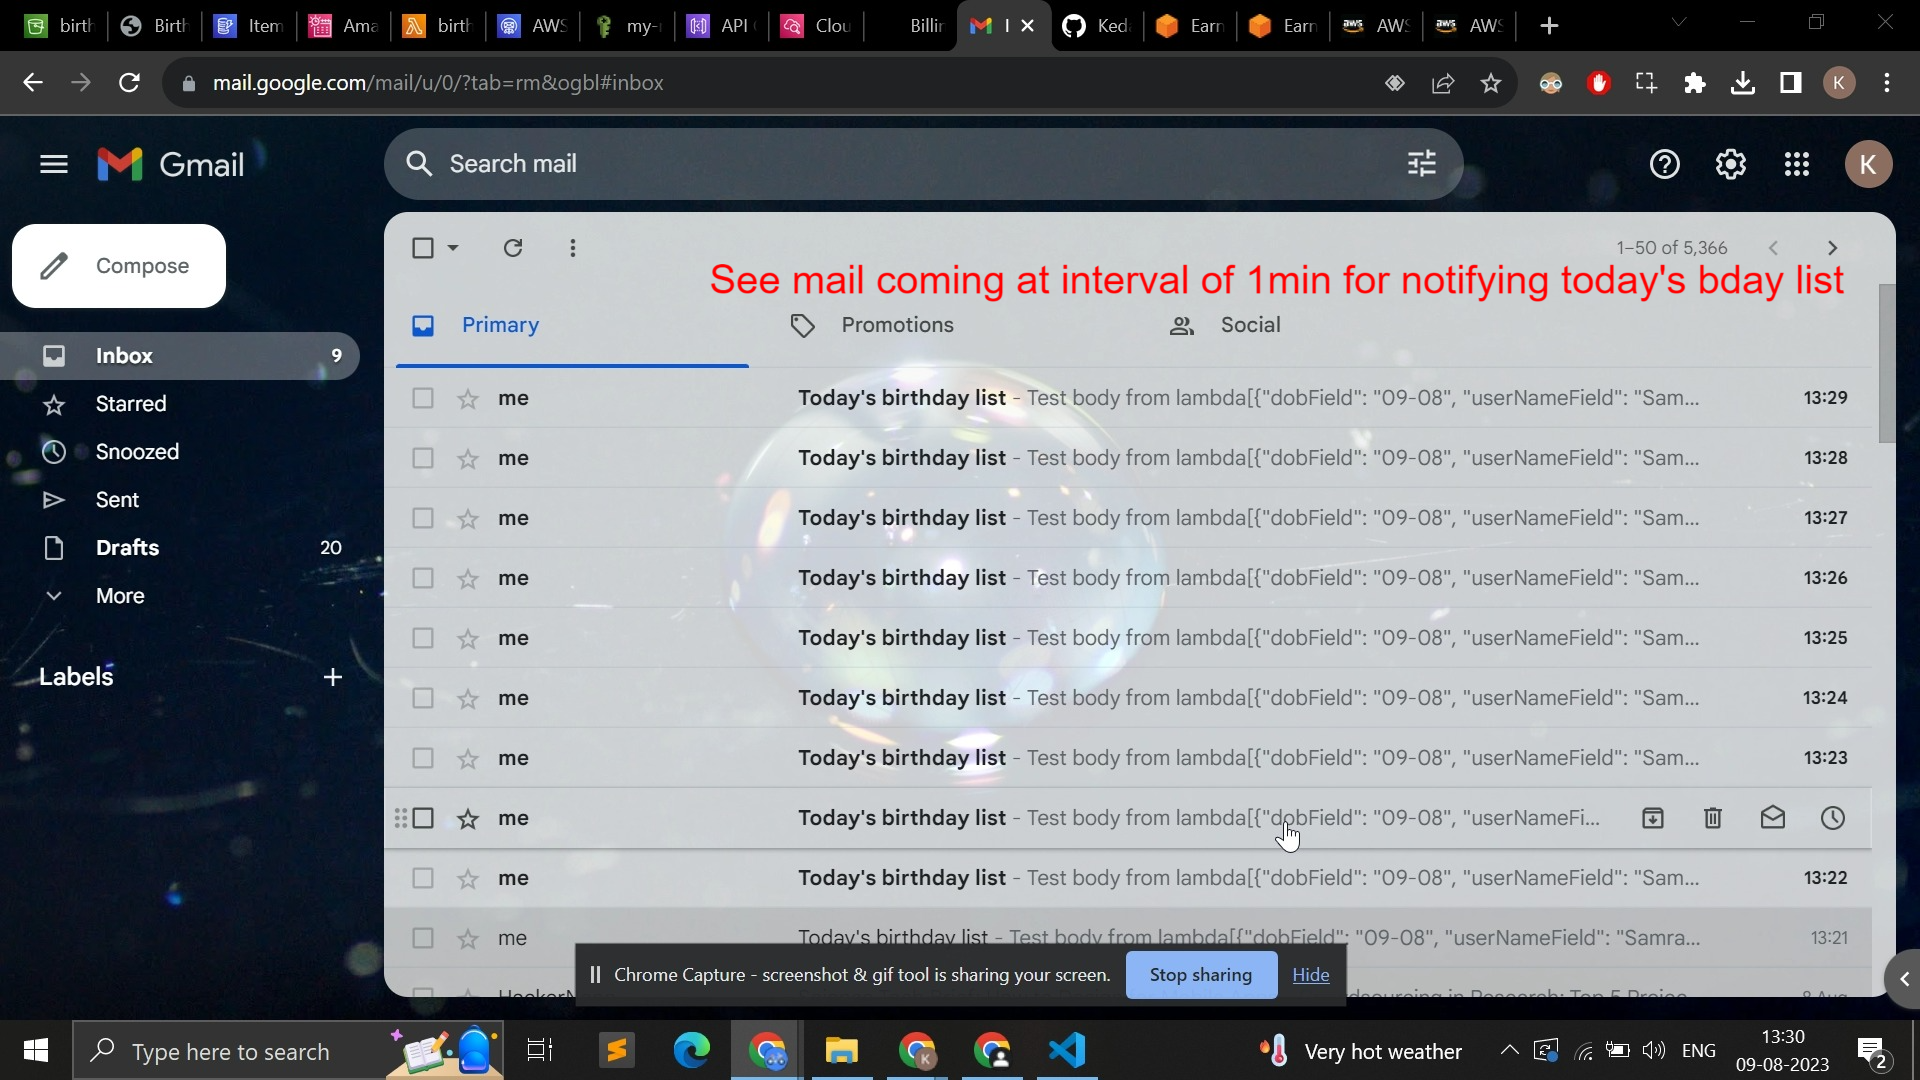 birth
Birth
Item
Ama
birth
AWS
my-
API
Clou
Billin
I
Keda
Earn
Earn
AWS
AWS
mail.google.com/mail/u/0/?tab=rm&ogbl#inbox
K
Gmail
Search mail
K
Compose
1–50 of 5,366
See mail coming at interval of 1min for notifying today's bday list
Primary
Promotions
Social
Inbox 9
Starred
Snoozed
Sent
Drafts 20
More
Labels
me Today's birthday list - Test body from lambda[{"dobField": "09-08", "userNameField": "Sam... 13:29
me Today's birthday list - Test body from lambda[{"dobField": "09-08", "userNameField": "Sam... 13:28
me Today's birthday list - Test body from lambda[{"dobField": "09-08", "userNameField": "Sam... 13:27
me Today's birthday list - Test body from lambda[{"dobField": "09-08", "userNameField": "Sam... 13:26
me Today's birthday list - Test body from lambda[{"dobField": "09-08", "userNameField": "Sam... 13:25
me Today's birthday list - Test body from lambda[{"dobField": "09-08", "userNameField": "Sam... 13:24
me Today's birthday list - Test body from lambda[{"dobField": "09-08", "userNameField": "Sam... 13:23
me Today's birthday list - Test body from lambda[{"dobField": "09-08", "userNameFi...
me Today's birthday list - Test body from lambda[{"dobField": "09-08", "userNameField": "Sam... 13:22
me Today's birthday list - Test body from lambda[{"dobField": "09-08", "userNameField": "Samra... 13:21
Chrome Capture - screenshot & gif tool is sharing your screen.
Stop sharing
Hide
Type here to search
Very hot weather
ENG
13:30
09-08-2023
2